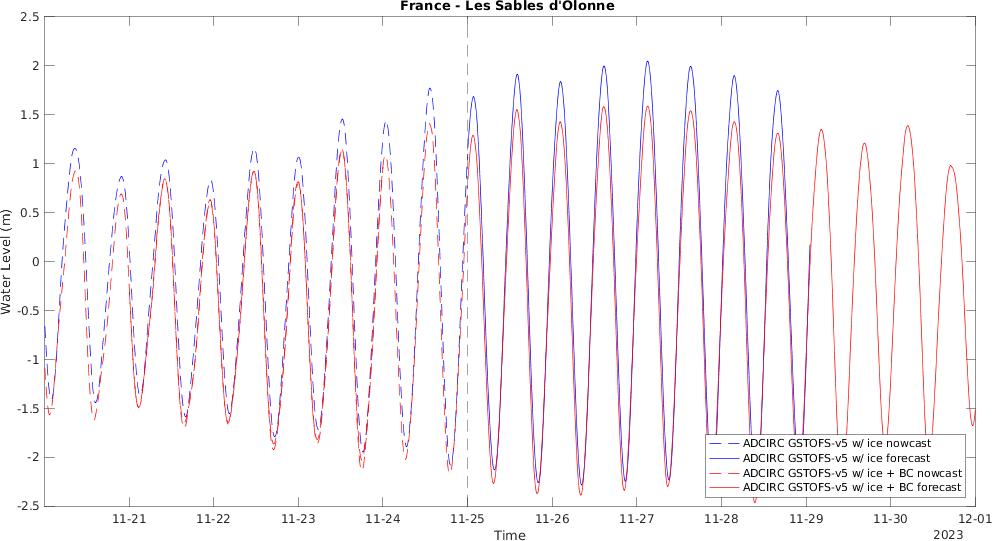 France - Les Sables d'Olonne
2.5
2
1.5
1
0.5
0
-0.5
-1
-1.5
-2
-2.5
Water Level (m)
ADCIRC GSTOFS-v5 w/ ice nowcast
ADCIRC GSTOFS-v5 w/ ice forecast
ADCIRC GSTOFS-v5 w/ ice + BC nowcast
ADCIRC GSTOFS-v5 w/ ice + BC forecast
11-21 11-22 11-23 11-24 11-25 11-26 11-27 11-28 11-29 11-30 12-01
Time
2023